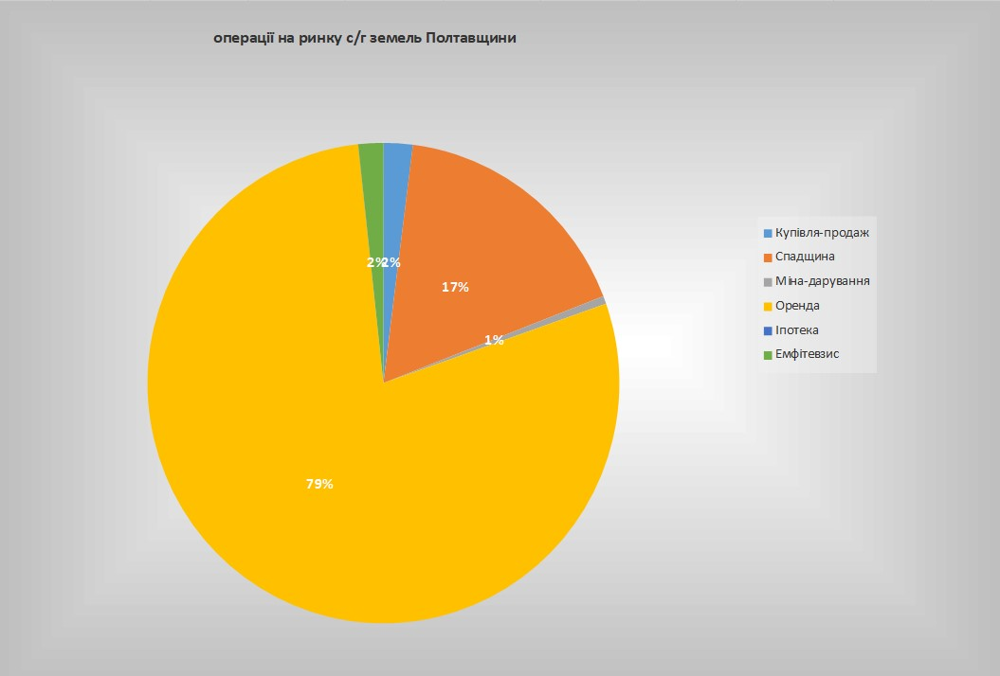 операції на ринку с/г земель Полтавщини
2%
2%
17%
1%
79%
Купівля-продаж
Спадщина
Міна-дарування
Оренда
Іпотека
Емфітевзис